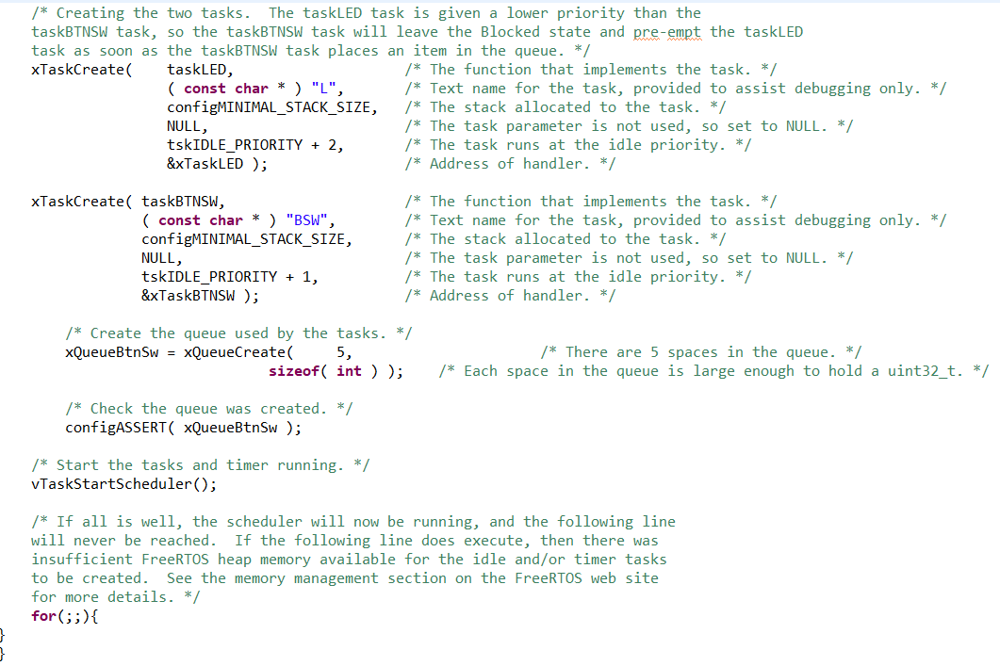 /* Creating the two tasks.  The taskLED task is given a lower priority than the
taskBTNSW task, so the taskBTNSW task will leave the Blocked state and pre-empt the taskLED
task as soon as the taskBTNSW task places an item in the queue. */
xTaskCreate(    taskLED,                    /* The function that implements the task. */
                ( const char * ) "L",       /* Text name for the task, provided to assist debugging only. */
                configMINIMAL_STACK_SIZE,   /* The stack allocated to the task. */
                NULL,                       /* The task parameter is not used, so set to NULL. */
                tskIDLE_PRIORITY + 2,       /* The task runs at the idle priority. */
                &xTaskLED );                /* Address of handler. */
xTaskCreate( taskBTNSW,                     /* The function that implements the task. */
             ( const char * ) "BSW",        /* Text name for the task, provided to assist debugging only. */
             configMINIMAL_STACK_SIZE,      /* The stack allocated to the task. */
             NULL,                          /* The task parameter is not used, so set to NULL. */
             tskIDLE_PRIORITY + 1,          /* The task runs at the idle priority. */
             &xTaskBTNSW );                 /* Address of handler. */
    /* Create the queue used by the tasks. */
    xQueueBtnSw = xQueueCreate(     5,                      /* There are 5 spaces in the queue. */
                            sizeof( int ) );    /* Each space in the queue is large enough to hold a uint32_t. */
    /* Check the queue was created. */
    configASSERT( xQueueBtnSw );
/* Start the tasks and timer running. */
vTaskStartScheduler();
/* If all is well, the scheduler will now be running, and the following line
will never be reached.  If the following line does execute, then there was
insufficient FreeRTOS heap memory available for the idle and/or timer tasks
to be created.  See the memory management section on the FreeRTOS web site
for more details. */
for(;;){
}
}